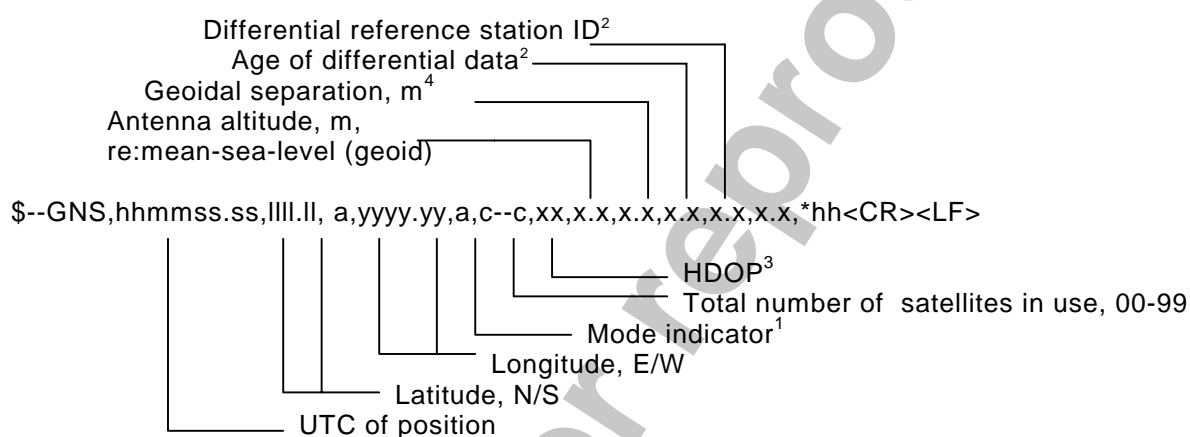 Differential reference station ID2
Age of differential data2
Geoidal separation, m4
Antenna altitude, m,
re:mean-sea-level (geoid)
$--GNS,hhmmss.ss,llll.ll, a,yyyy.yy,a,c--c,xx,x.x,x.x,x.x,x.x,x.x,*hh<CR><LF>
HDOP3
Total number of satellites in use, 00-99
Mode indicator1
Longitude, E/W
Latitude, N/S
UTC of position
or repro